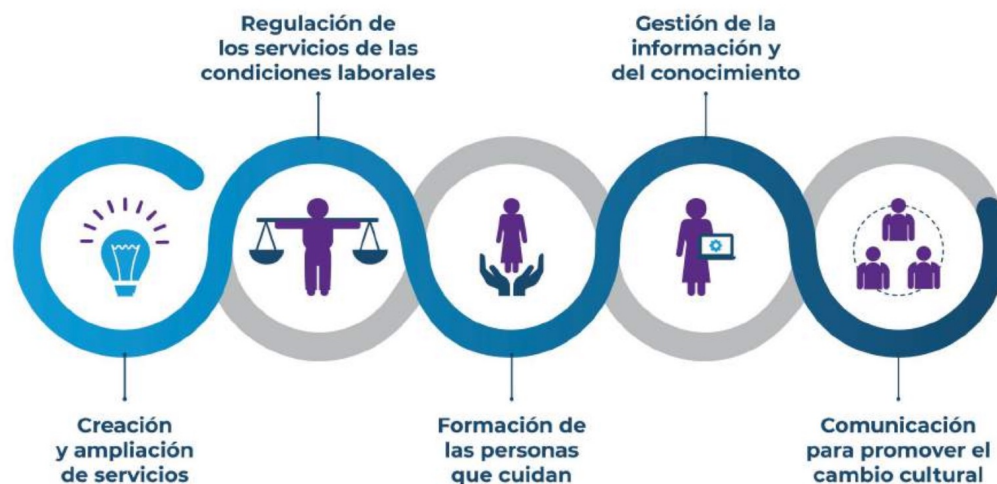 Regulación de
los servicios de las
condiciones laborales
Gestión de la
información y
del conocimiento
Creación
y ampliación
de servicios
Formación de
las personas
que cuidan
Comunicación
para promover el
cambio cultural